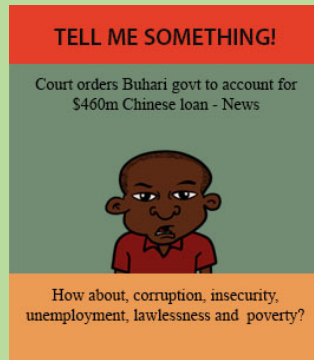 TELL ME SOMETHING!
Court orders Buhari govt to account for
$460m Chinese loan - News
How about, corruption, insecurity,
unemployment, lawlessness and poverty?